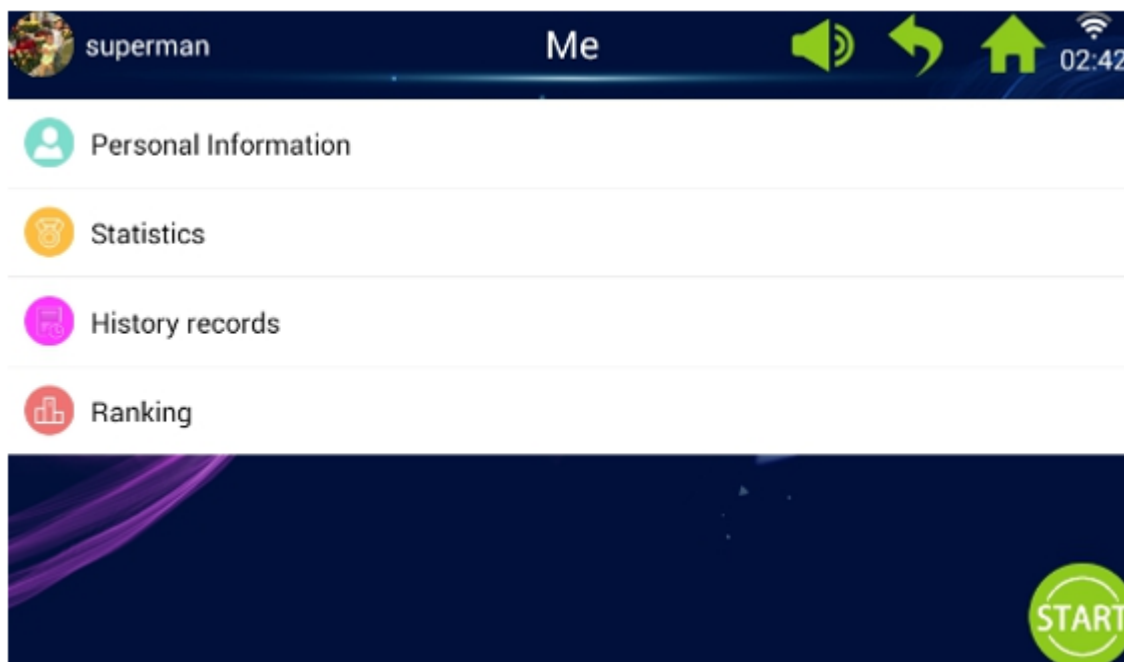 superman
Me
02:42
Personal Information
Statistics
History records
Ranking
START